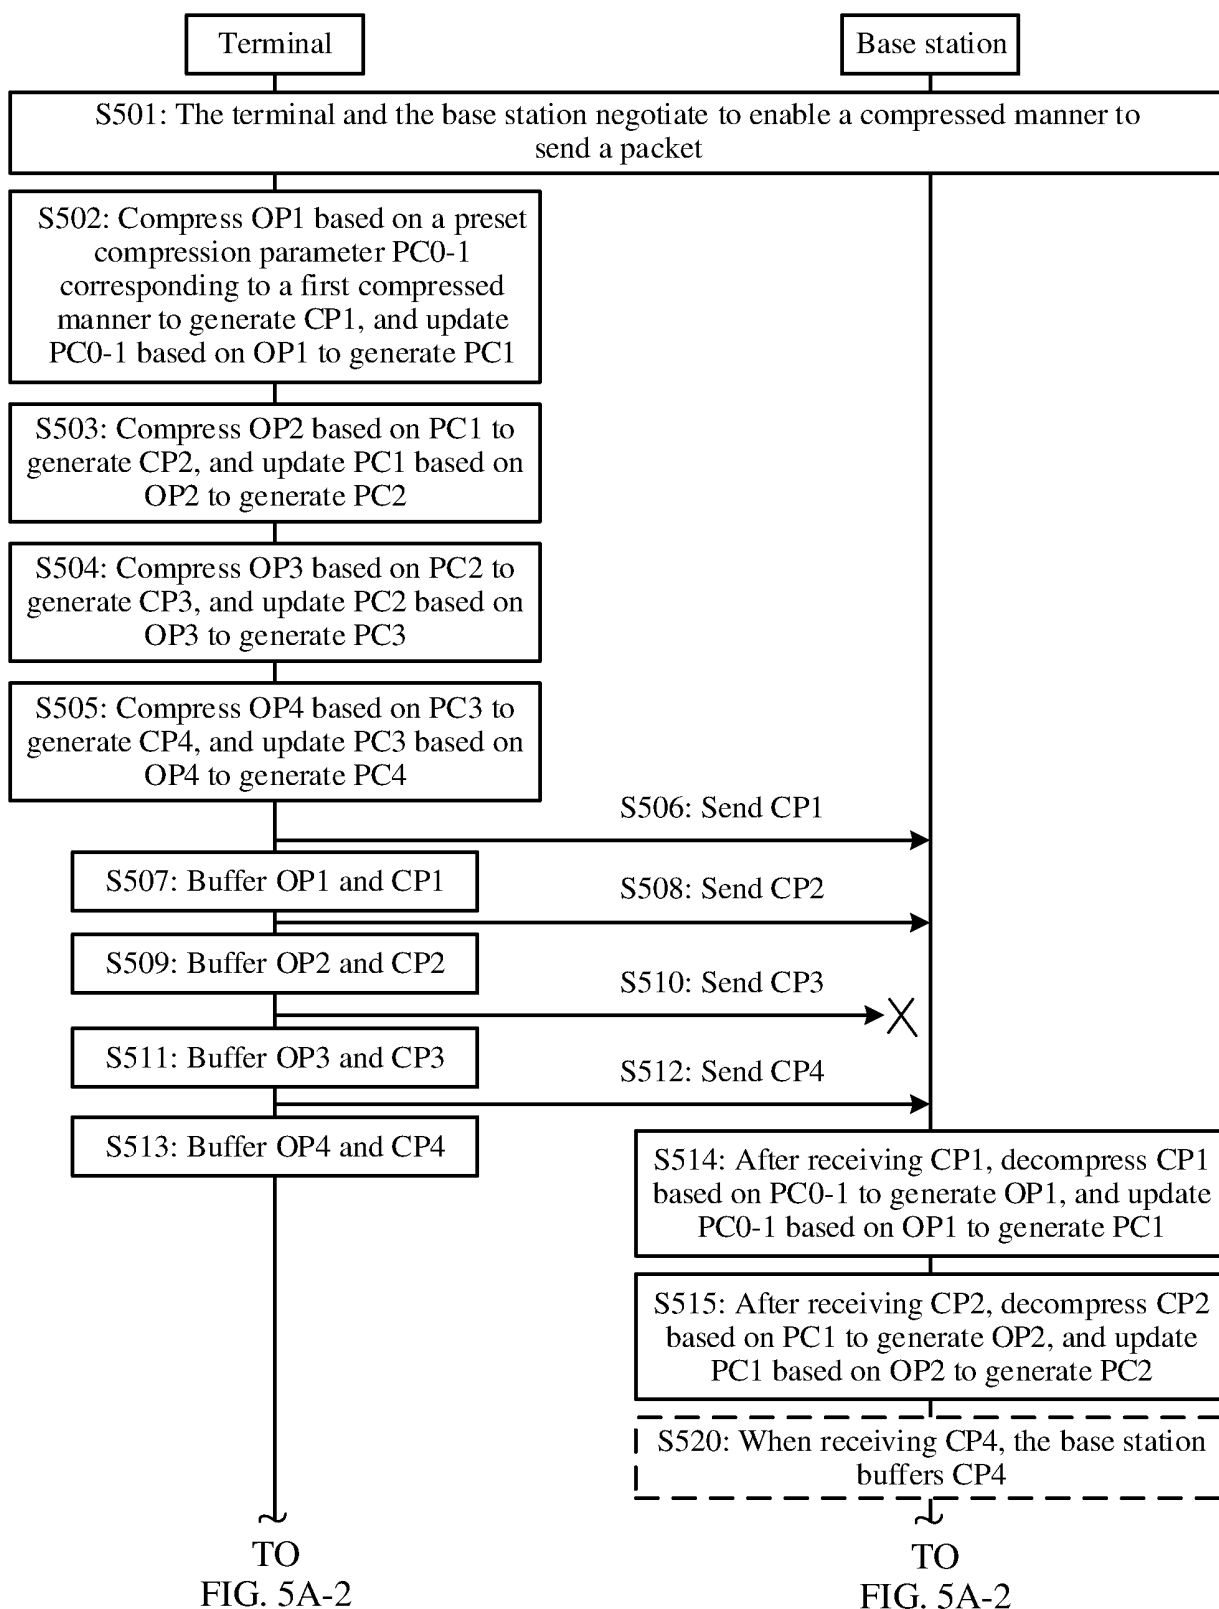 Terminal
Base station
S501: The terminal and the base station negotiate to enable a compressed manner to
send a packet
S502: Compress OP1 based on a preset
compression parameter PC0-1
corresponding to a first compressed
manner to generate CP1, and update
PC0-1 based on OP1 to generate PC1
S503: Compress OP2 based on PC1 to
generate CP2, and update PC1 based on
OP2 to generate PC2
S504: Compress OP3 based on PC2 to
generate CP3, and update PC2 based on
OP3 to generate PC3
S505: Compress OP4 based on PC3 to
generate CP4, and update PC3 based on
OP4 to generate PC4
S506: Send CP1
S507: Buffer OP1 and CP1
S508: Send CP2
S509: Buffer OP2 and CP2
S510: Send CP3
S511: Buffer OP3 and CP3
S512: Send CP4
S513: Buffer OP4 and CP4
S514: After receiving CP1, decompress CP1
based on PC0-1 to generate OP1, and update
PC0-1 based on OP1 to generate PC1
S515: After receiving CP2, decompress CP2
based on PC1 to generate OP2, and update
PC1 based on OP2 to generate PC2
S520: When receiving CP4, the base station
buffers CP4
TO
FIG. 5A-2
TO
FIG. 5A-2